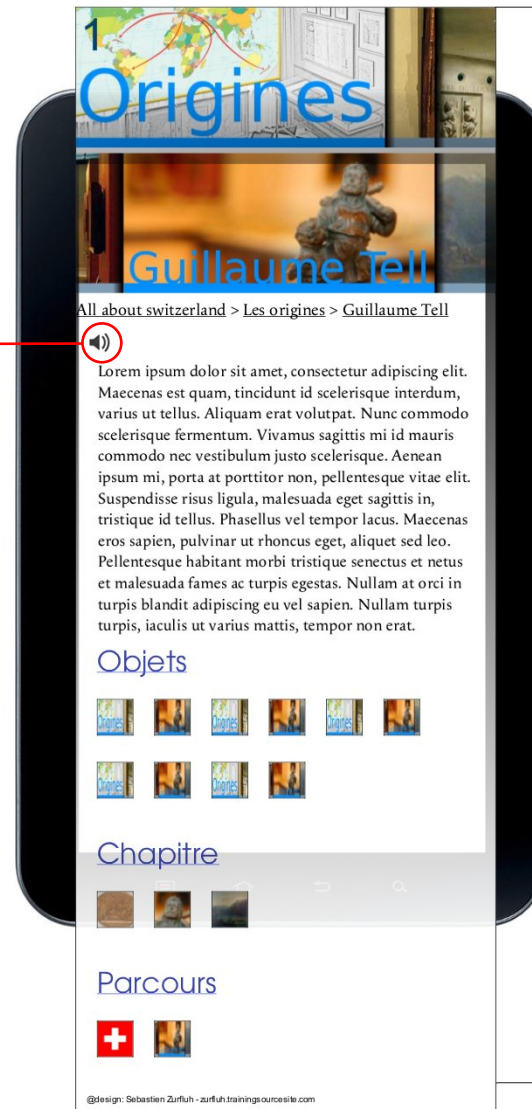 1
Origines
Guillaume Tell
All about switzerland > Les origines > Guillaume Tell
Lorem ipsum dolor sit amet, consectetur adipiscing elit.
Maecenas est quam, tincidunt id scelerisque interdum,
varius ut tellus. Aliquam erat volutpat. Nunc commodo
scelerisque fermentum. Vivamus sagittis mi id mauris
commodo nec vestibulum justo scelerisque. Aenean
ipsum mi, porta at porttitor non, pellentesque vitae elit.
Suspendisse risus ligula, malesuada eget sagittis in,
tristique id tellus. Phasellus vel tempor lacus. Maecenas
eros sapien, pulvinar ut rhoncus eget, aliquet sed leo.
Pellentesque habitant morbi tristique senectus et netus
et malesuada fames ac turpis egestas. Nullam at orci in
turpis blandit adipiscing eu vel sapien. Nullam turpis
turpis, iaculis ut varius mattis, tempor non erat.
Objets
Origines Origines Origines
Origines Origines
Chapitre
Parcours
@design: Sebastien Zurfluh - zurfluh.trainingsourcesite.com